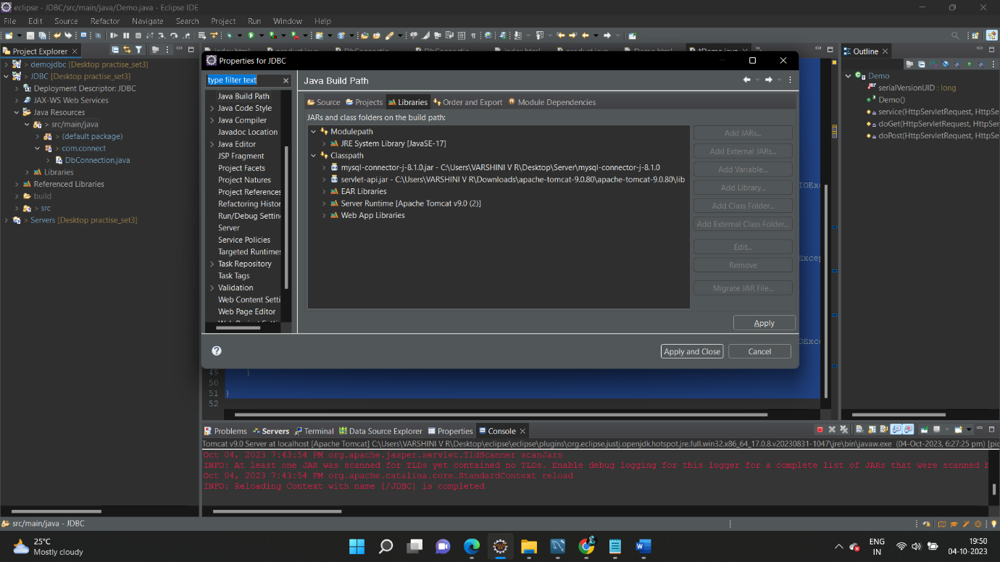 eclipse - JDBC/src/main/java/Demo.java - Eclipse IDE
File Edit Source Refactor Navigate Search Project Run Window Help
Project Explorer
> demojdbc [Desktop practise_set3]
> JDBC [Desktop practise_set3]
Deployment Descriptor: JDBC
JAX-WS Web Services
Java Resources
> src/main/java
> (default package)
> com.connect
DbConnection.java
Libraries
Referenced Libraries
build
> src
> Servers [Desktop practise_set3]
Properties for JDBC
type filter text
Java Build Path
Java Code Style
Java Compiler
Javadoc Location
Java Editor
JSP Fragment
Project Facets
Project Natures
Project References
Refactoring Histor
Run/Debug Settin
Server
Service Policies
Targeted Runtimes
Task Repository
Task Tags
Validation
Web Content Setti
Web Page Editor
Java Build Path
Source Projects Libraries Order and Export Module Dependencies
JARs and class folders on the build path:
Modulepath
JRE System Library [JavaSE-17]
Classpath
mysql-connector-j-8.1.0.jar - C:\Users\VARSHINI V R\Desktop\Server\mysql-connector-j-8.1.0
servlet-api.jar - C:\Users\VARSHINI V R\Downloads\apache-tomcat-9.0.80\apache-tomcat-9.0.80\lib
EAR Libraries
Server Runtime [Apache Tomcat v9.0 (2)]
Web App Libraries
Add JARs...
Add External JARs...
Add Variable...
Add Library...
Add Class Folder...
Add External Class Folder...
Edit...
Remove
Migrate JAR File...
Apply
Apply and Close Cancel
49 }
50
51 }
52
Outline
Demo
serialVersionUID : long
Demo()
service(HttpServletRequest, HttpSe
doGet(HttpServletRequest, HttpSe
doPost(HttpServletRequest, HttpSe
Problems Servers Terminal Data Source Explorer Properties Console
Tomcat v9.0 Server at localhost [Apache Tomcat] C:\Users\VARSHINI V R\Desktop\eclipse\eclipse\plugins\org.eclipse.justj.openjdk.hotspot.jre.full.win32.x86_64_17.0.8.v20230831-1047\jre\bin\javaw.exe (04-Oct-2023, 6:27:25 pm) [pic
Oct 04, 2023 7:43:54 PM org.apache.jasper.servlet.TldScanner scanJars
INFO: At least one JAR was scanned for TLDs yet contained no TLDs. Enable debug logging for this logger for a complete list of JARs that were scanned b
Oct 04, 2023 7:43:54 PM org.apache.catalina.core.StandardContext reload
INFO: Reloading Context with name [/JDBC] is completed
src/main/java - JDBC
25°C
Mostly cloudy
ENG
IN
19:50
04-10-2023